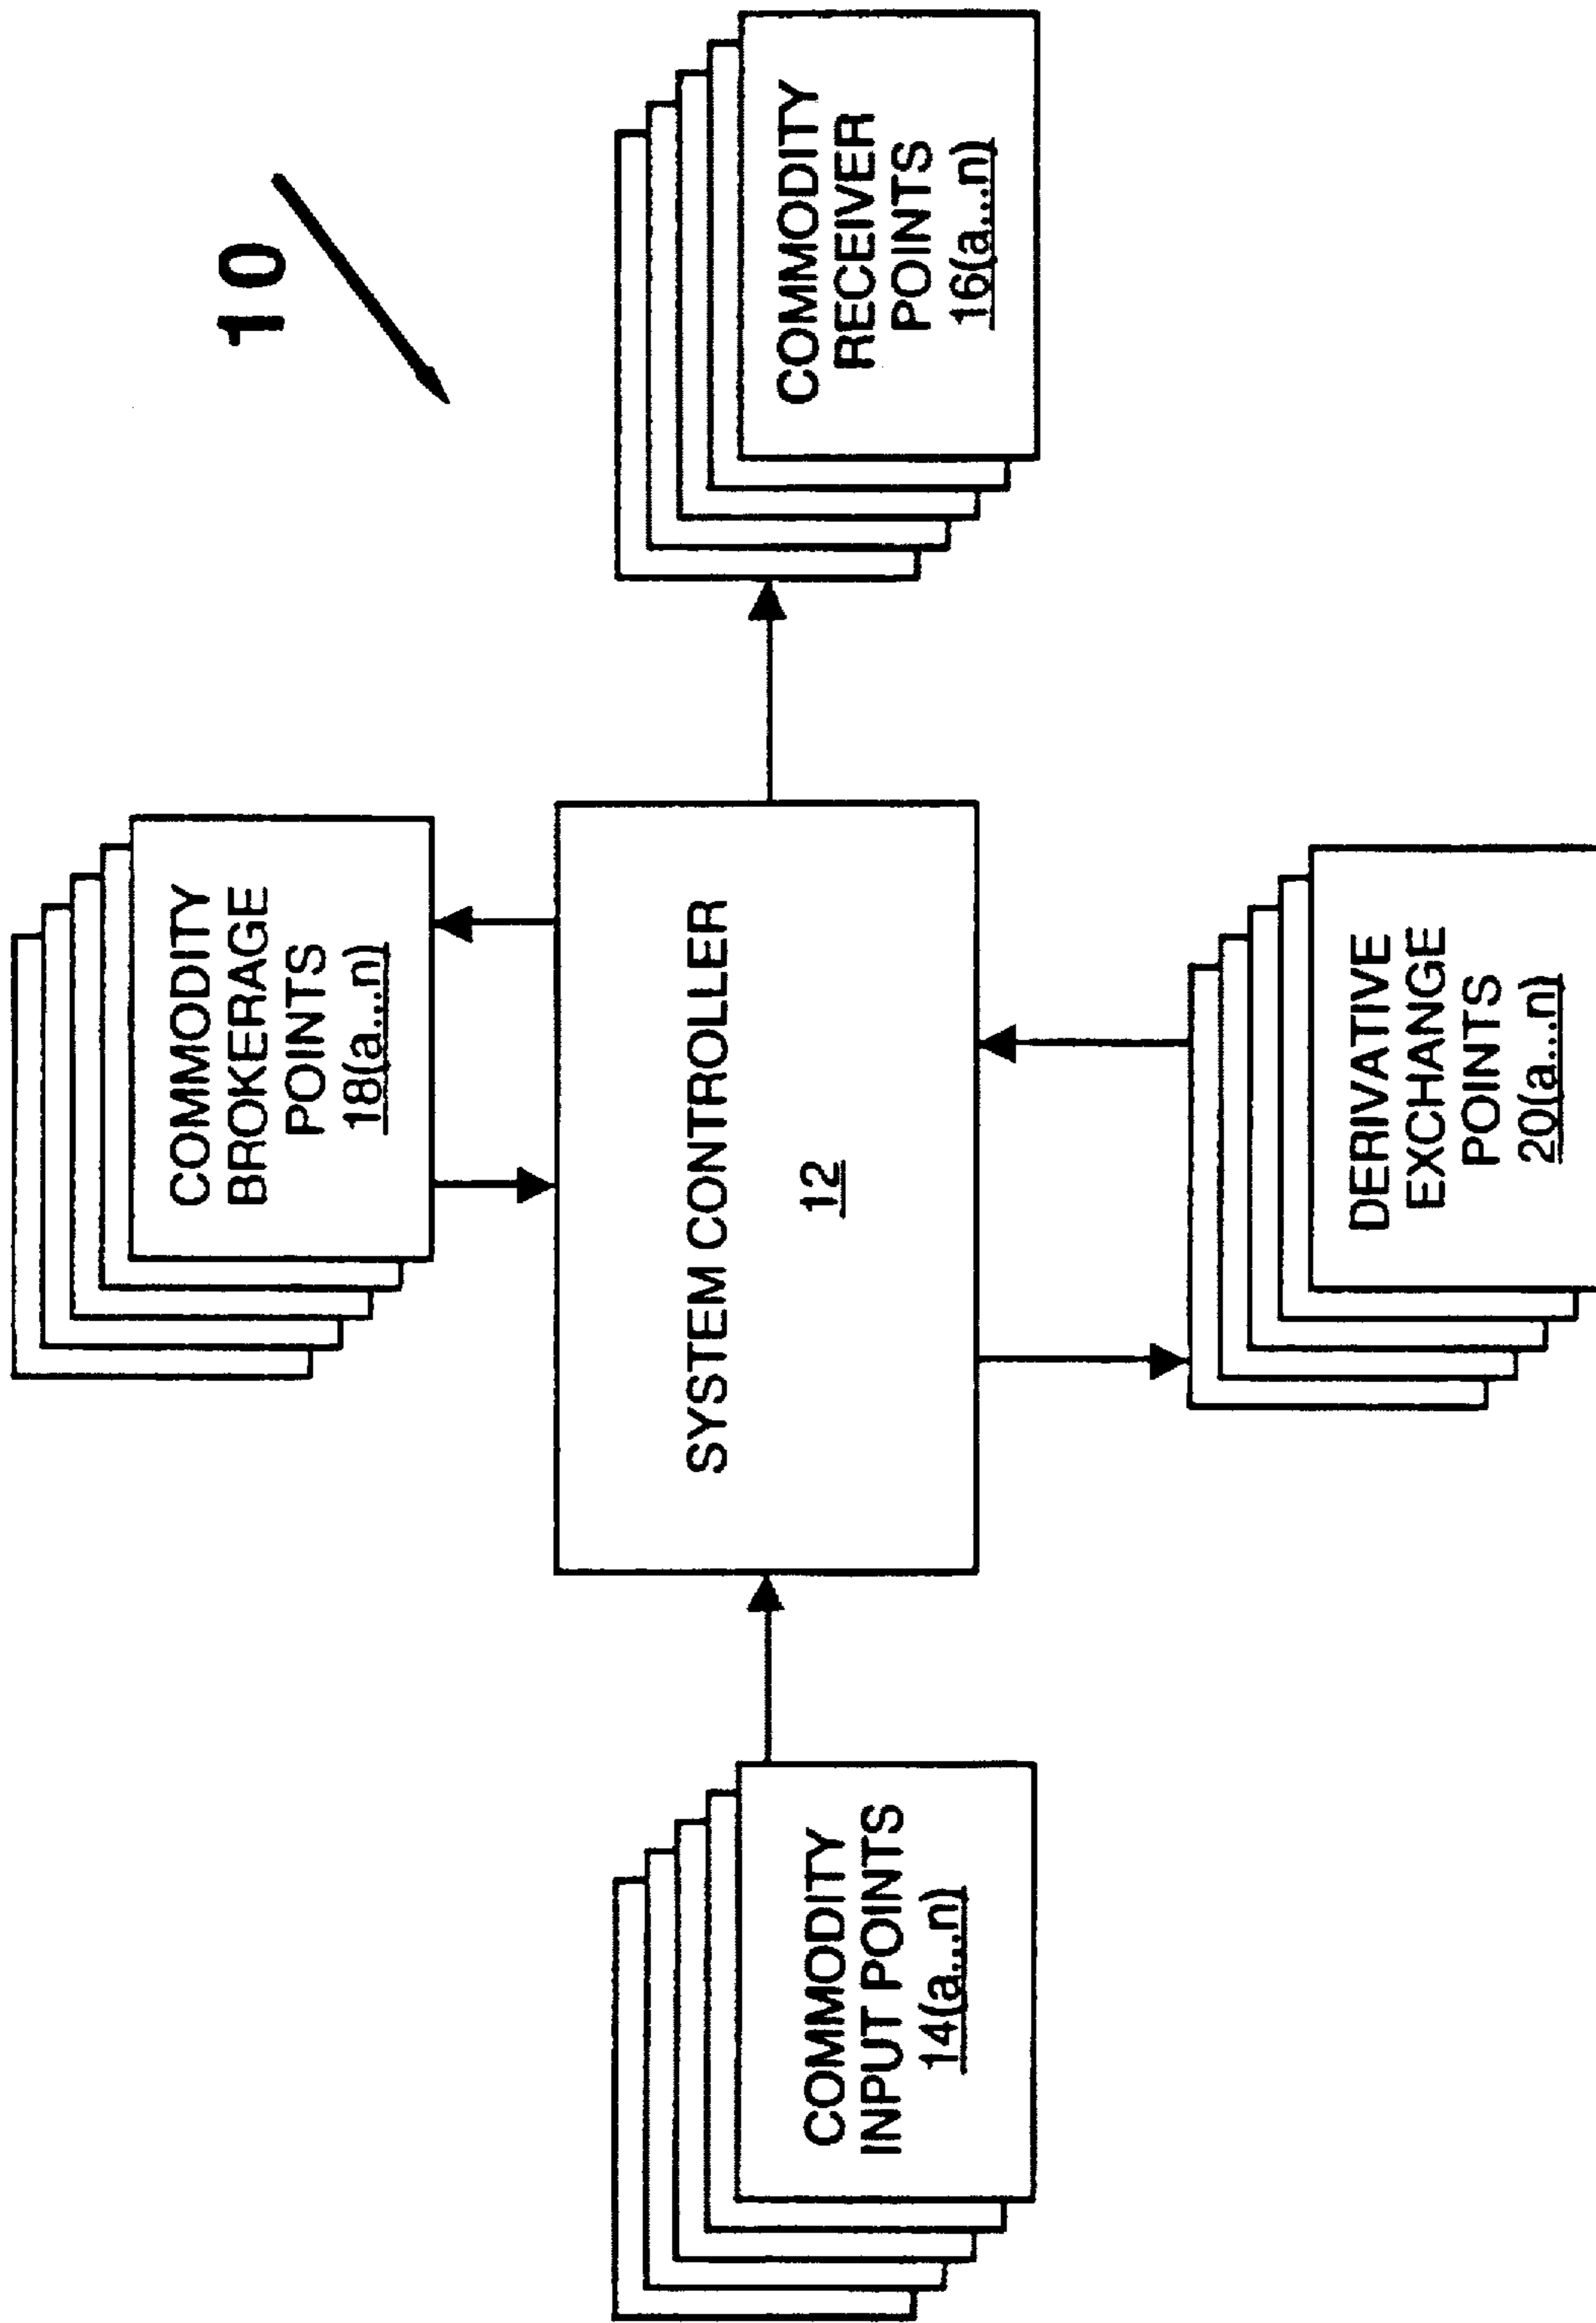 10
COMMODITY
BROKERAGE
POINTS
18(a...n)
COMMODITY
INPUT POINTS
14(a...n)
SYSTEM CONTROLLER
12
COMMODITY
RECEIVER
POINTS
16(a...n)
DERIVATIVE
EXCHANGE
POINTS
20(a...n)